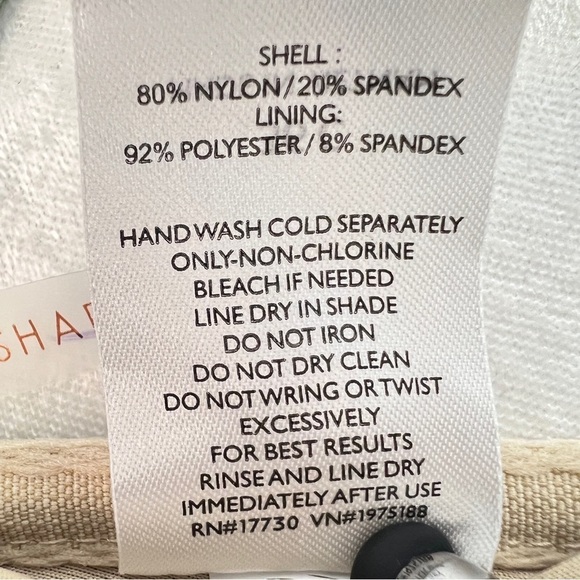 SHELL :
80% NYLON/20% SPANDEX
LINING:
92% POLYESTER/8% SPANDEX
HAND WASH COLD SEPARATELY
ONLY-NON-CHLORINE
BLEACH IF NEEDED
LINE DRY IN SHADE
DO NOT IRON
DO NOT DRY CLEAN
DO NOT WRING OR TWIST
EXCESSIVELY
FOR BEST RESULTS
RINSE AND LINE DRY
IMMEDIATELY AFTER USE
RN#17730 VN#1975188